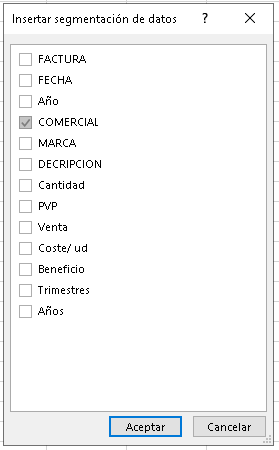 Insertar segmentación de datos ? ×
FACTURA
FECHA
Año
COMERCIAL
MARCA
DECRIPCION
Cantidad
PVP
Venta
Coste/ ud
Beneficio
Trimestres
Años
Aceptar Cancelar